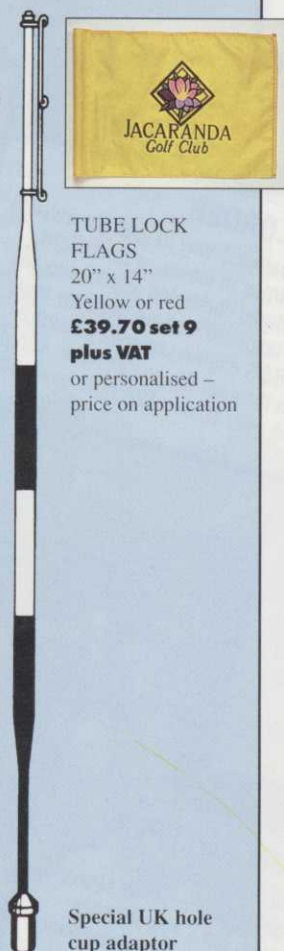 JACARANDA
Golf Club
TUBE LOCK
FLAGS
20” x 14”
Yellow or red
£39.70 set 9
plus VAT
or personalised –
price on application
Special UK hole
cup adaptor